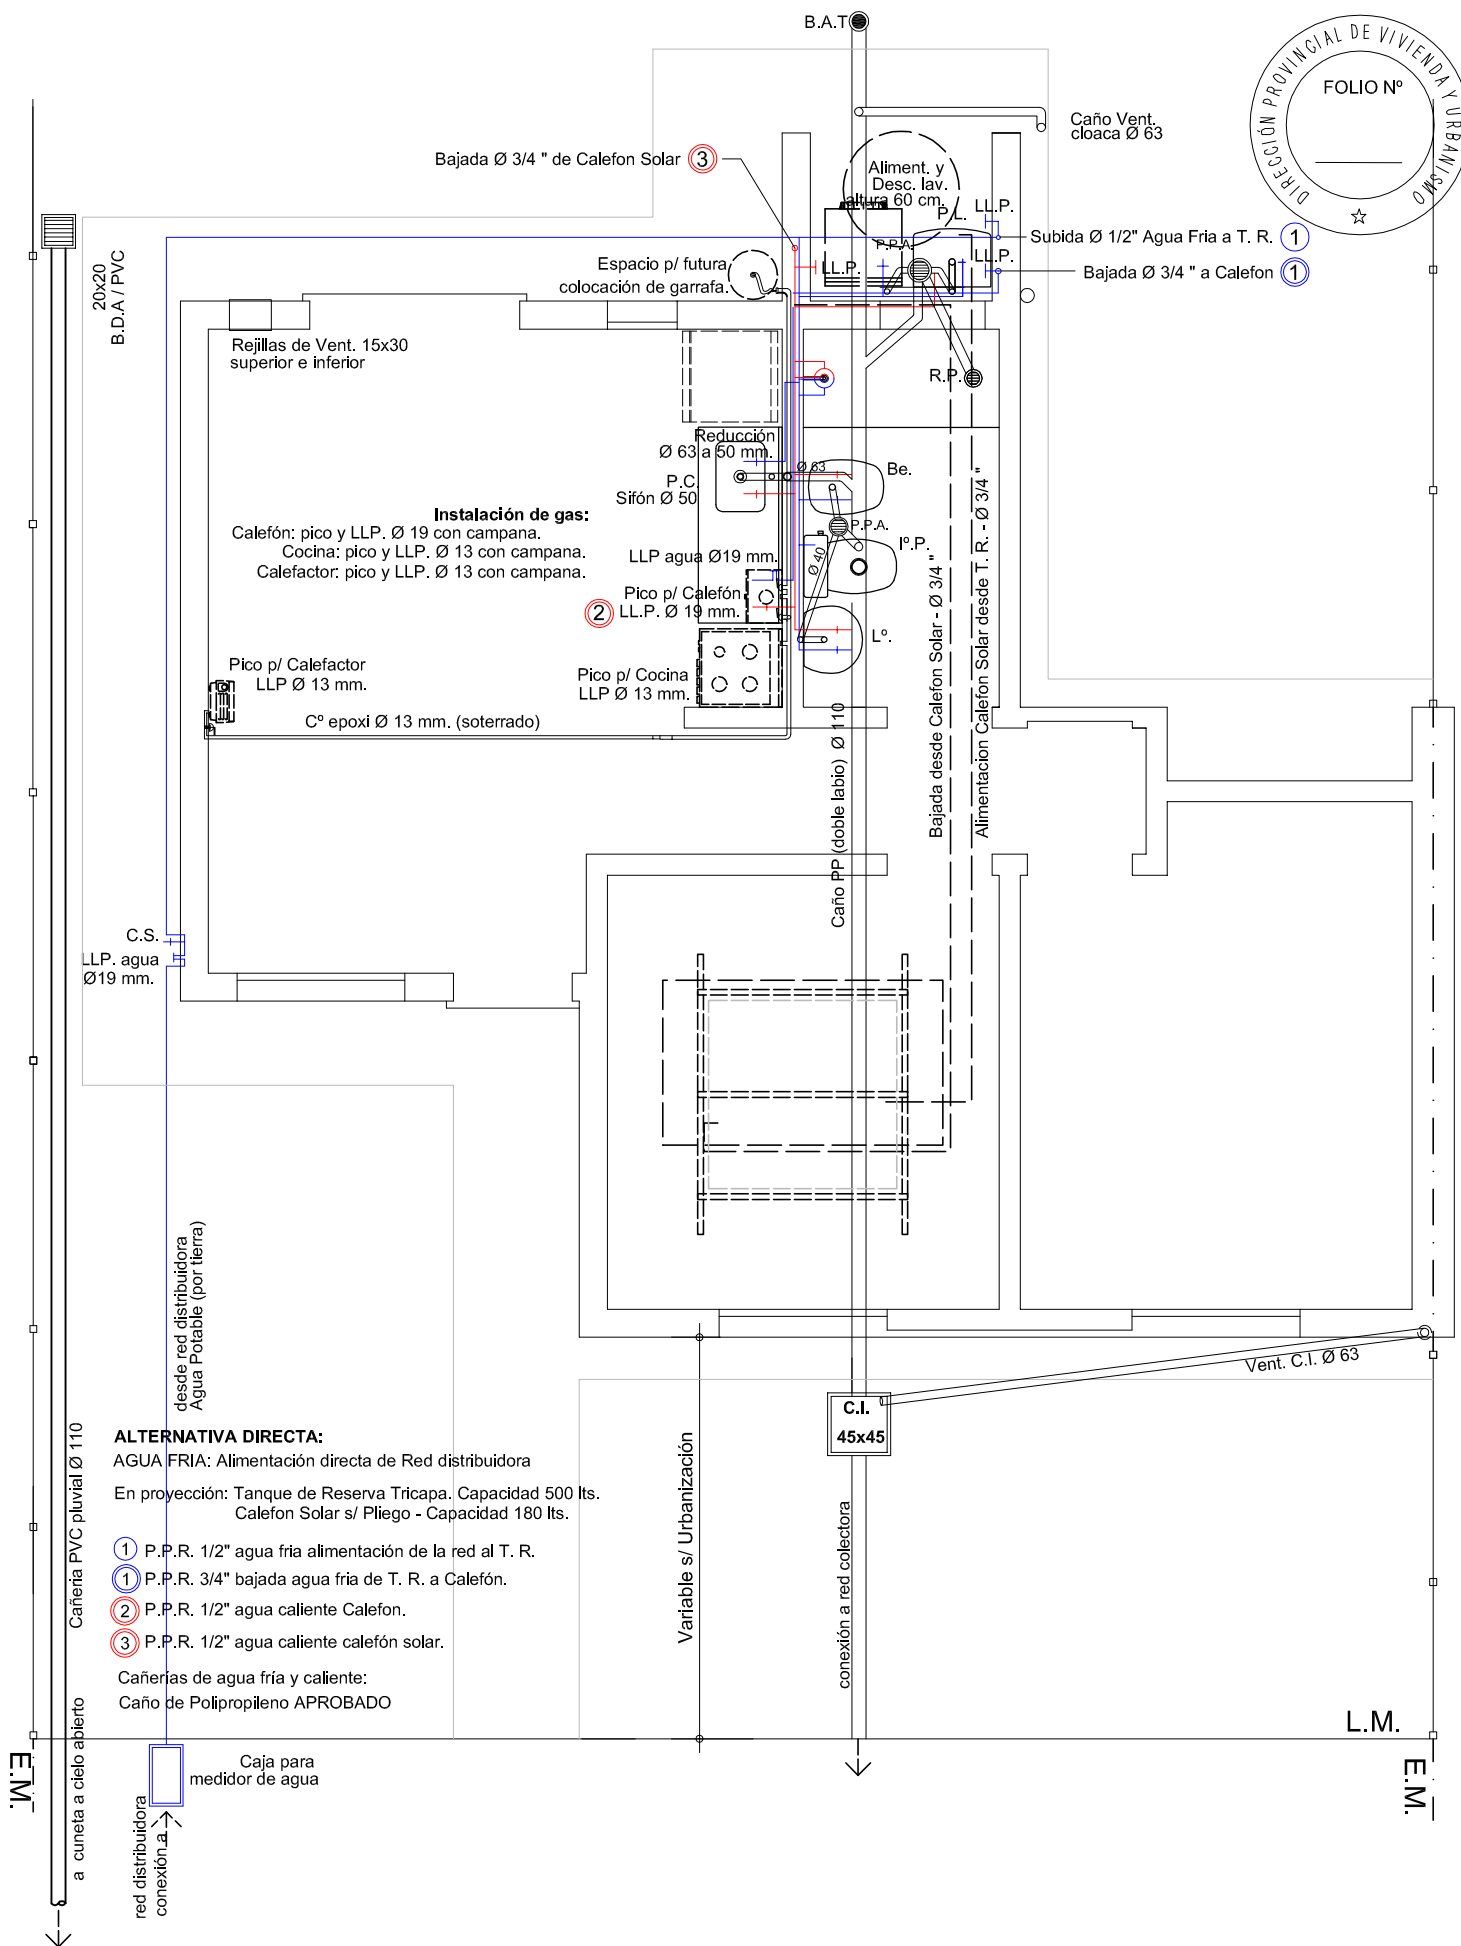 B.A.T
DIRECCIÓN PROVINCIAL DE VIVIENDA Y URBANISMO
FOLIO Nº
Caño Vent.
cloaca Ø 63
Bajada Ø 3/4 " de Calefon Solar 3
Aliment. y
Desc. lav.
altura 60 cm.
P.L.
LL.P.
Subida Ø 1/2" Agua Fria a T. R. 1
P.P.A.
LL.P.
LL.P.
Bajada Ø 3/4 " a Calefon 1
Espacio p/ futura
colocación de garrafa.
20x20
B.D.A / PVC
Rejillas de Vent. 15x30
superior e inferior
R.P.
Reducción
Ø 63 a 50 mm.
Ø 63
Be.
P.C.
Sifón Ø 50
P.P.A.
Iº.P.
Ø 40
Lº.
Instalación de gas:
Calefón: pico y LLP. Ø 19 con campana.
Cocina: pico y LLP. Ø 13 con campana.
Calefactor: pico y LLP. Ø 13 con campana.
LLP agua Ø19 mm.
Pico p/ Calefón
2 LL.P. Ø 19 mm.
Pico p/ Calefactor
LLP Ø 13 mm.
Pico p/ Cocina
LLP Ø 13 mm.
Cº epoxi Ø 13 mm. (soterrado)
Caño PP (doble labio) Ø 110
Bajada desde Calefon Solar - Ø 3/4 "
Alimentacion Calefon Solar desde T. R. - Ø 3/4 "
C.S.
LLP. agua
Ø19 mm.
desde red distribuidora
Agua Potable (por tierra)
Vent. C.I. Ø 63
C.I.
45x45
Cañeria PVC pluvial Ø 110
a cuneta a cielo abierto
ALTERNATIVA DIRECTA:
AGUA FRIA: Alimentación directa de Red distribuidora
En proyección: Tanque de Reserva Tricapa. Capacidad 500 lts.
Calefon Solar s/ Pliego - Capacidad 180 lts.
1 P.P.R. 1/2" agua fria alimentación de la red al T. R.
1 P.P.R. 3/4" bajada agua fria de T. R. a Calefón.
2 P.P.R. 1/2" agua caliente Calefon.
3 P.P.R. 1/2" agua caliente calefón solar.
Cañerías de agua fría y caliente:
Caño de Polipropileno APROBADO
Variable s/ Urbanización
conexión a red colectora
L.M.
E.M.
E.M.
Caja para
medidor de agua
red distribuidora
conexión a